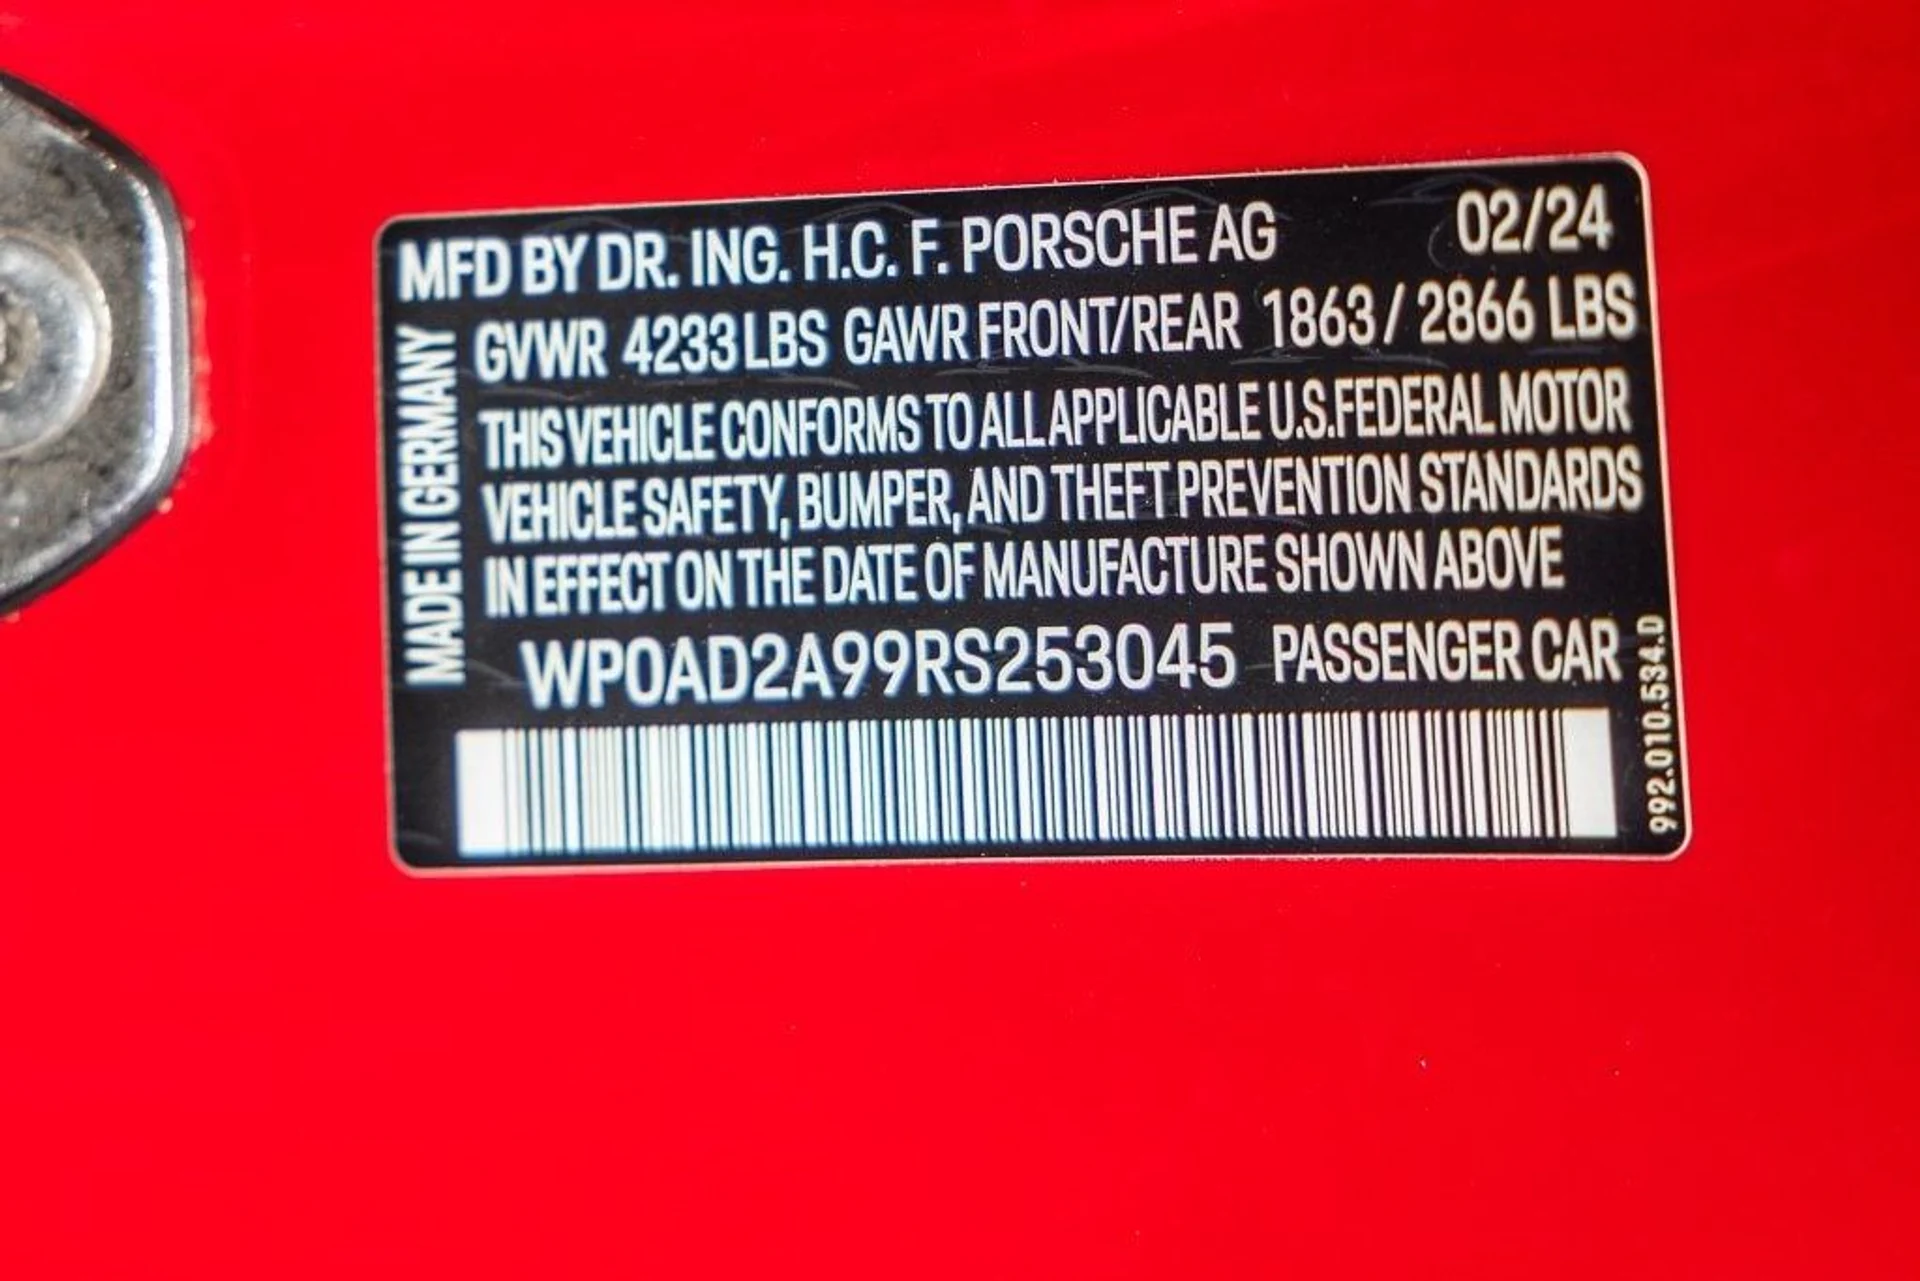 MFD BY DR. ING. H.C. F. PORSCHE AG 02/24
GVWR 4233 LBS GAWR FRONT/REAR 1863 / 2866 LBS
THIS VEHICLE CONFORMS TO ALL APPLICABLE U.S.FEDERAL MOTOR
VEHICLE SAFETY, BUMPER, AND THEFT PREVENTION STANDARDS
IN EFFECT ON THE DATE OF MANUFACTURE SHOWN ABOVE
WP0AD2A99RS253045 PASSENGER CAR
MADE IN GERMANY
992.010.534.D